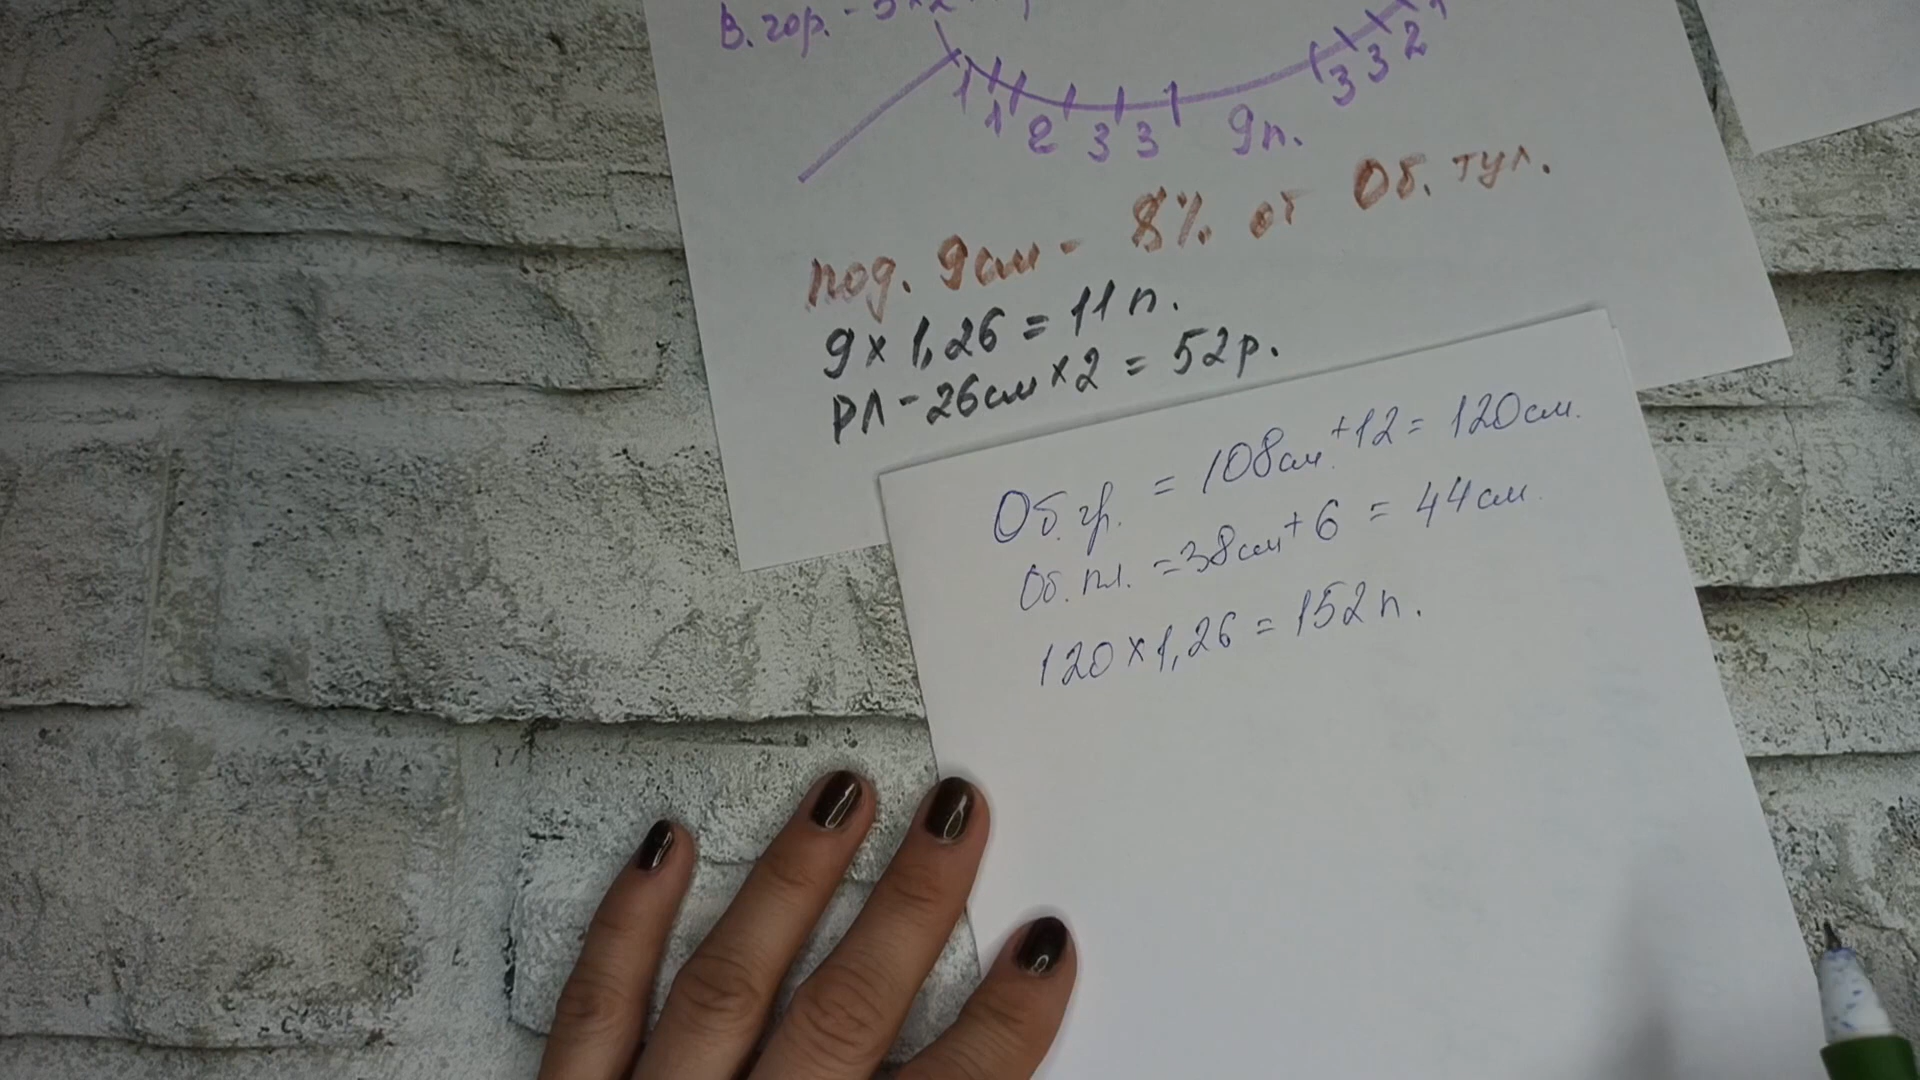 В. гор. -
1 1 2 3 3 9п. 3 3 2
под. 9см - 8% от Об. тул.
9 x 1,26 = 11 п.
РЛ - 26см x 2 = 52р.
Об. гр. = 108см. + 12 = 120см.
Об. пл. = 38см + 6 = 44см.
120 x 1,26 = 152 п.